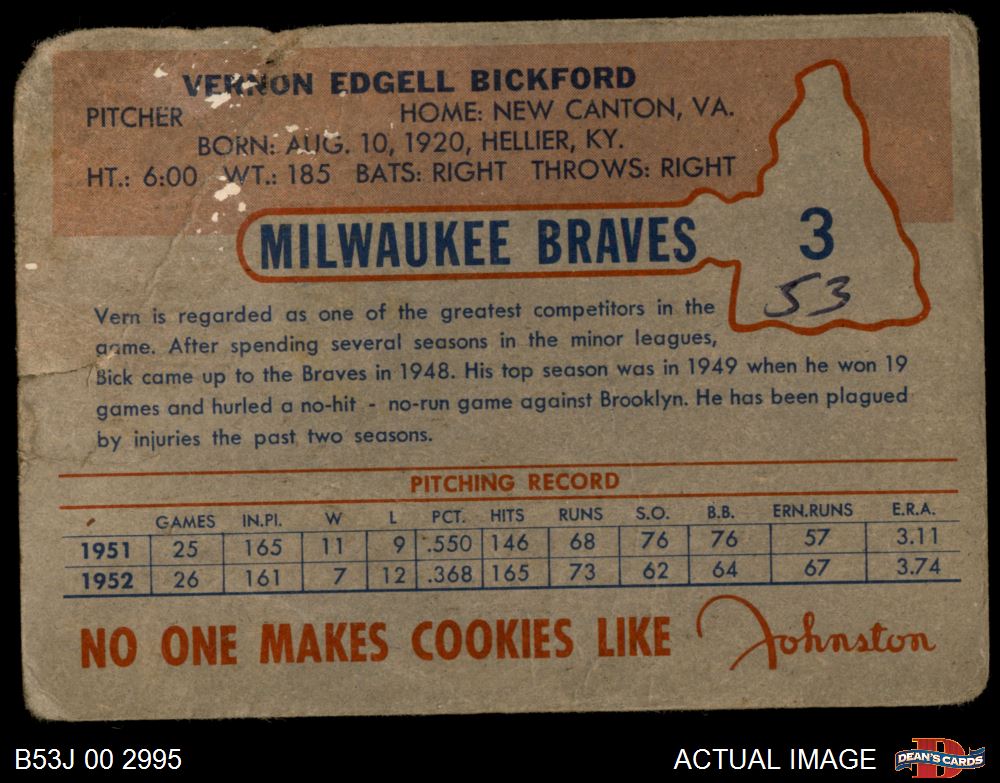 VERNON EDGELL BICKFORD
PITCHER HOME: NEW CANTON, VA.
BORN: AUG. 10, 1920, HELLIER, KY.
HT.: 6:00 WT.: 185 BATS: RIGHT THROWS: RIGHT
MILWAUKEE BRAVES 3
53
Vern is regarded as one of the greatest competitors in the
game. After spending several seasons in the minor leagues,
Bick came up to the Braves in 1948. His top season was in 1949 when he won 19
games and hurled a no-hit - no-run game against Brooklyn. He has been plagued
by injuries the past two seasons.
PITCHING RECORD
GAMES IN.PI. W L PCT. HITS RUNS S.O. B.B. ERN.RUNS E.R.A.
1951 25 165 11 9 .550 146 68 76 76 57 3.11
1952 26 161 7 12 .368 165 73 62 64 67 3.74
NO ONE MAKES COOKIES LIKE Johnston
B53J 00 2995 ACTUAL IMAGE D DEAN'S CARDS